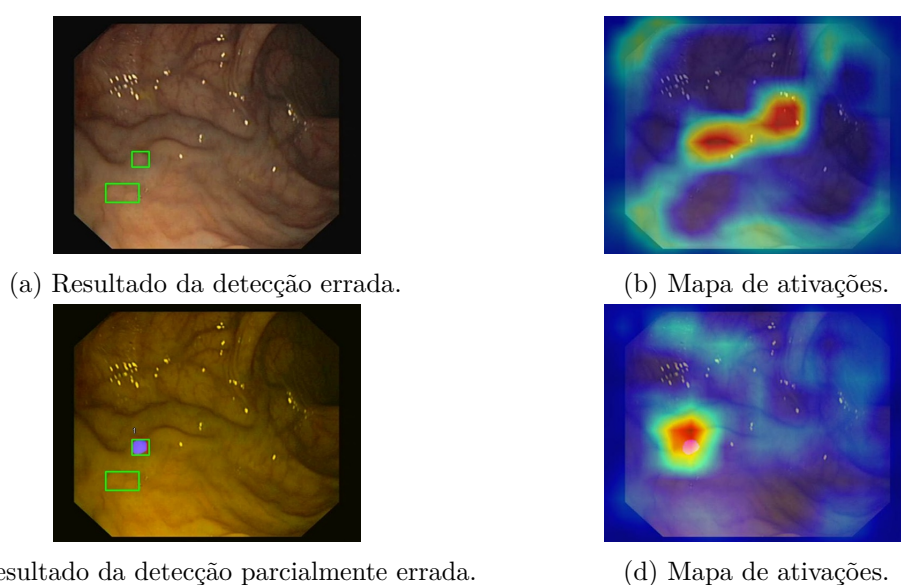 (a) Resultado da detecção errada.
(b) Mapa de ativações.
esultado da detecção parcialmente errada.
(d) Mapa de ativações.